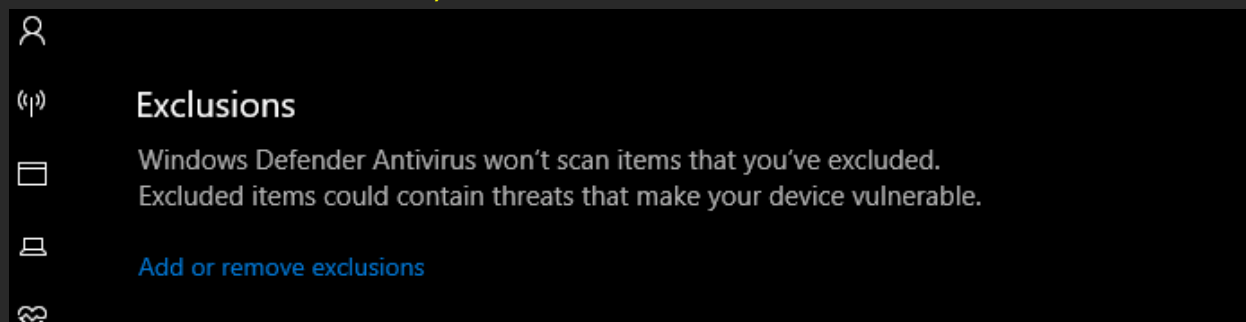 Exclusions
Windows Defender Antivirus won't scan items that you've excluded.
Excluded items could contain threats that make your device vulnerable.
Add or remove exclusions